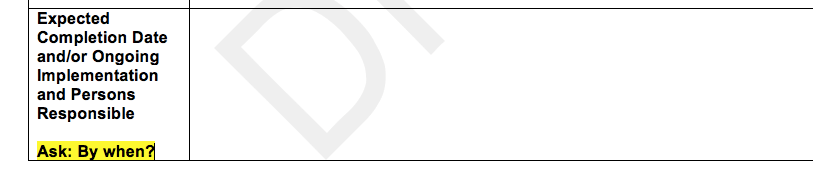 Expected
Completion Date
and/or Ongoing
Implementation
and Persons
Responsible
Ask: By when?